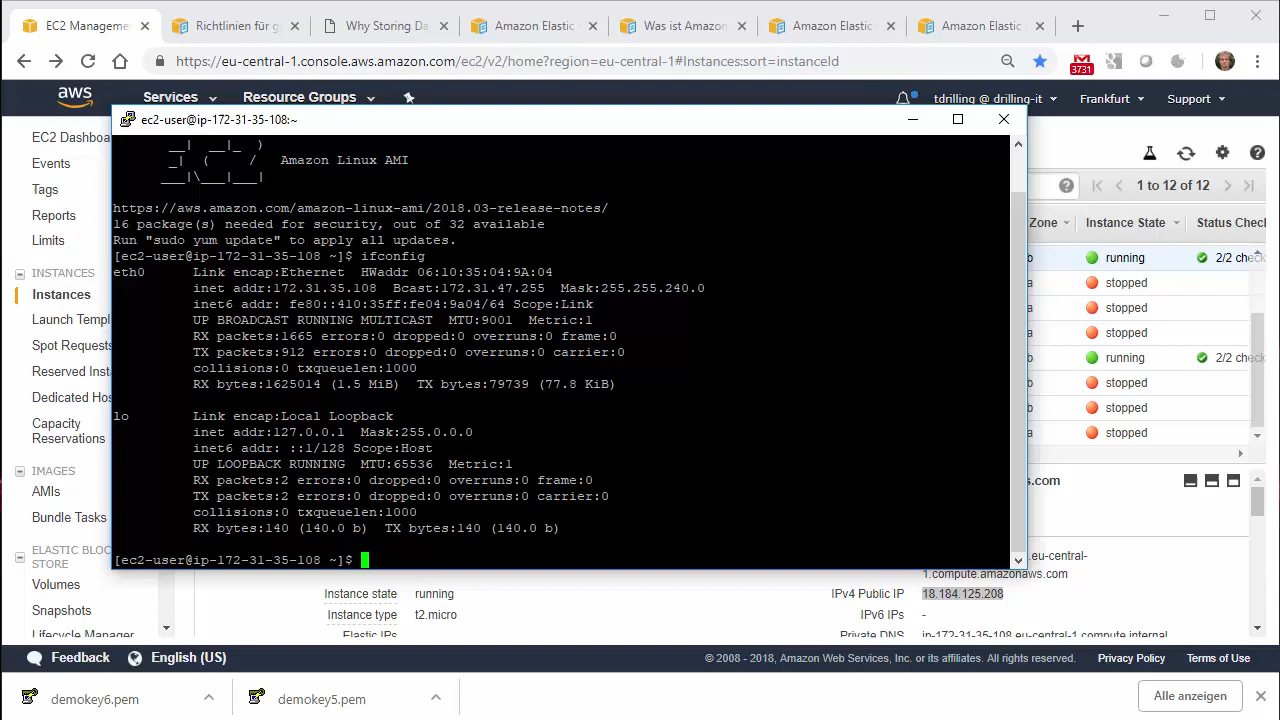 EC2 Manageme
Richtlinien für g
Why Storing Da
Amazon Elastic
Was ist Amazon
Amazon Elastic
Amazon Elastic
https://eu-central-1.console.aws.amazon.com/ec2/v2/home?region=eu-central-1#Instances:sort=instanceId
3731
aws
Services
Resource Groups
tdrilling @ drilling-it
Frankfurt
Support
EC2 Dashboa
Events
Tags
Reports
Limits
INSTANCES
Instances
Launch Templ
Spot Requests
Reserved Inst
Dedicated Hos
Capacity
Reservations
IMAGES
AMIs
Bundle Tasks
ELASTIC BLOC
STORE
Volumes
Snapshots
Lifecycle Manager
ec2-user@ip-172-31-35-108:~
__| __|_ )
_| ( / Amazon Linux AMI
___|\___|___|
https://aws.amazon.com/amazon-linux-ami/2018.03-release-notes/
16 package(s) needed for security, out of 32 available
Run "sudo yum update" to apply all updates.
[ec2-user@ip-172-31-35-108 ~]$ ifconfig
eth0 Link encap:Ethernet HWaddr 06:10:35:04:9A:04
inet addr:172.31.35.108 Bcast:172.31.47.255 Mask:255.255.240.0
inet6 addr: fe80::410:35ff:fe04:9a04/64 Scope:Link
UP BROADCAST RUNNING MULTICAST MTU:9001 Metric:1
RX packets:1665 errors:0 dropped:0 overruns:0 frame:0
TX packets:912 errors:0 dropped:0 overruns:0 carrier:0
collisions:0 txqueuelen:1000
RX bytes:1625014 (1.5 MiB) TX bytes:79739 (77.8 KiB)
lo Link encap:Local Loopback
inet addr:127.0.0.1 Mask:255.0.0.0
inet6 addr: ::1/128 Scope:Host
UP LOOPBACK RUNNING MTU:65536 Metric:1
RX packets:2 errors:0 dropped:0 overruns:0 frame:0
TX packets:2 errors:0 dropped:0 overruns:0 carrier:0
collisions:0 txqueuelen:1000
RX bytes:140 (140.0 b) TX bytes:140 (140.0 b)
[ec2-user@ip-172-31-35-108 ~]$
1 to 12 of 12
Zone Instance State Status Check
b running 2/2 check
a stopped
a stopped
a stopped
b running 2/2 check
a stopped
a stopped
a stopped
s.com
eu-central-
1.compute.amazonaws.com
Instance state running IPv4 Public IP 18.184.125.208
Instance type t2.micro IPv6 IPs -
Elastic IPs Private DNS ip-172-31-35-108.eu-central-1.compute.internal
Feedback
English (US)
© 2008 - 2018, Amazon Web Services, Inc. or its affiliates. All rights reserved.
Privacy Policy
Terms of Use
demokey6.pem
demokey5.pem
Alle anzeigen